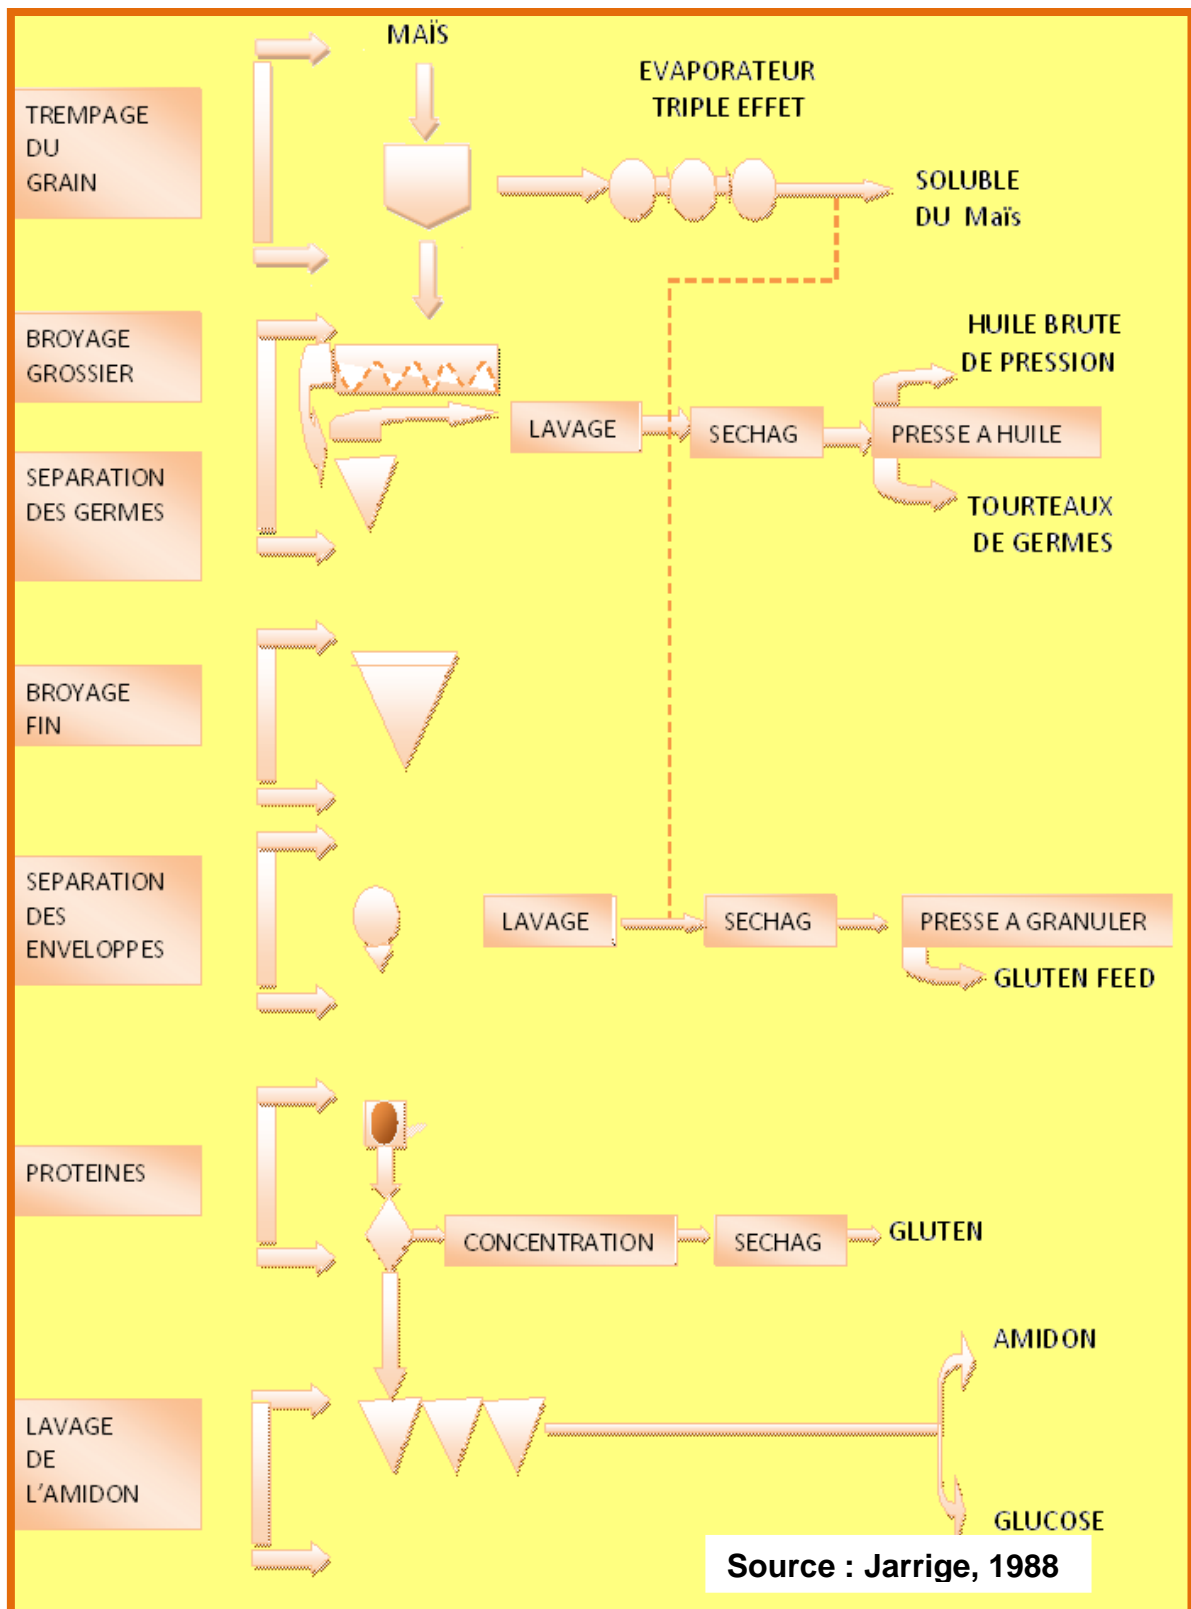 MAÏS
EVAPORATEUR
TRIPLE EFFET
TREMPAGE
DU
GRAIN
SOLUBLE
DU Maïs
BROYAGE
GROSSIER
HUILE BRUTE
DE PRESSION
LAVAGE
SECHAG
PRESSE A HUILE
SEPARATION
DES GERMES
TOURTEAUX
DE GERMES
BROYAGE
FIN
SEPARATION
DES
ENVELOPPES
LAVAGE
SECHAG
PRESSE A GRANULER
GLUTEN FEED
PROTEINES
CONCENTRATION
SECHAG
GLUTEN
AMIDON
LAVAGE
DE
L'AMIDON
GLUCOSE
Source : Jarrige, 1988